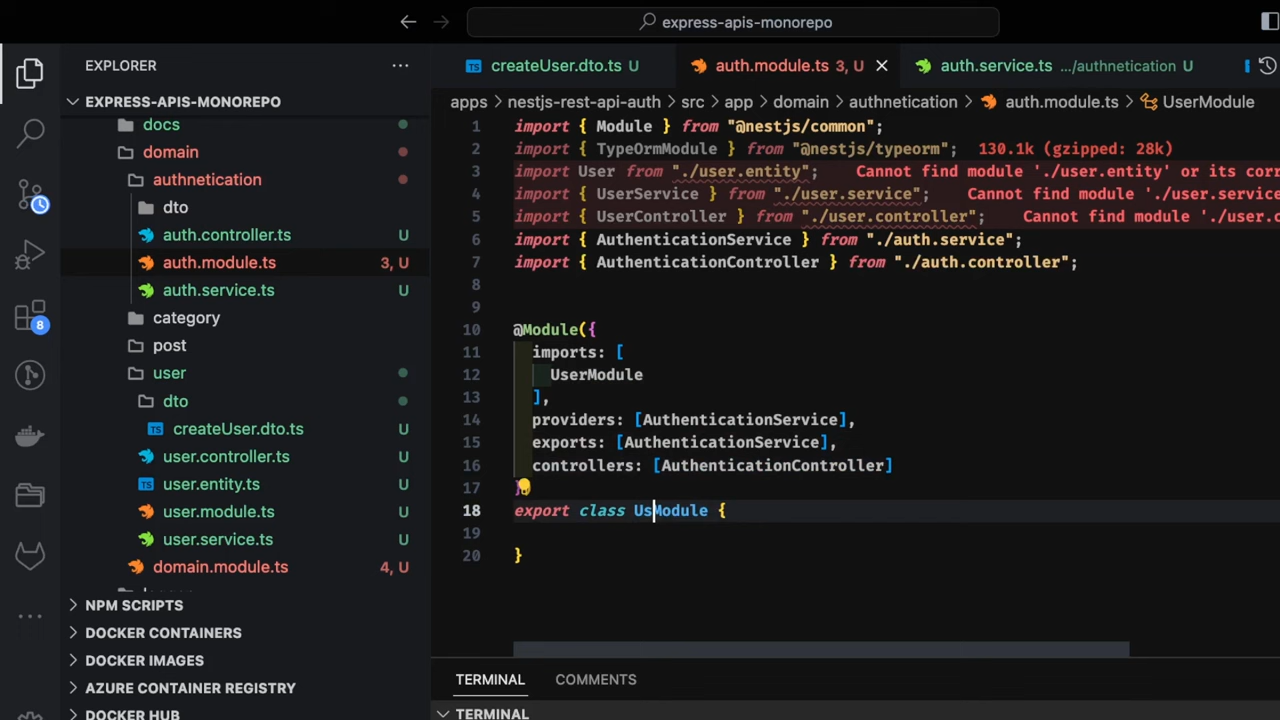 express-apis-monorepo
EXPLORER
EXPRESS-APIS-MONOREPO
docs
domain
authnetication
dto
auth.controller.ts U
auth.module.ts 3, U
auth.service.ts U
category
post
user
dto
TS createUser.dto.ts U
user.controller.ts U
TS user.entity.ts U
user.module.ts U
user.service.ts U
domain.module.ts 4, U
NPM SCRIPTS
DOCKER CONTAINERS
DOCKER IMAGES
AZURE CONTAINER REGISTRY
DOCKER HUB
8
TS createUser.dto.ts U
auth.module.ts 3, U
auth.service.ts .../authnetication U
apps > nestjs-rest-api-auth > src > app > domain > authnetication > auth.module.ts > UserModule
1 import { Module } from "@nestjs/common";
2 import { TypeOrmModule } from "@nestjs/typeorm"; 130.1k (gzipped: 28k)
3 import User from "./user.entity"; Cannot find module './user.entity' or its corr
4 import { UserService } from "./user.service"; Cannot find module './user.service
5 import { UserController } from "./user.controller"; Cannot find module './user.c
6 import { AuthenticationService } from "./auth.service";
7 import { AuthenticationController } from "./auth.controller";
8
9
10 @Module({
11 imports: [
12 UserModule
13 ],
14 providers: [AuthenticationService],
15 exports: [AuthenticationService],
16 controllers: [AuthenticationController]
17 }
18 export class UsModule {
19
20 }
TERMINAL COMMENTS
TERMINAL